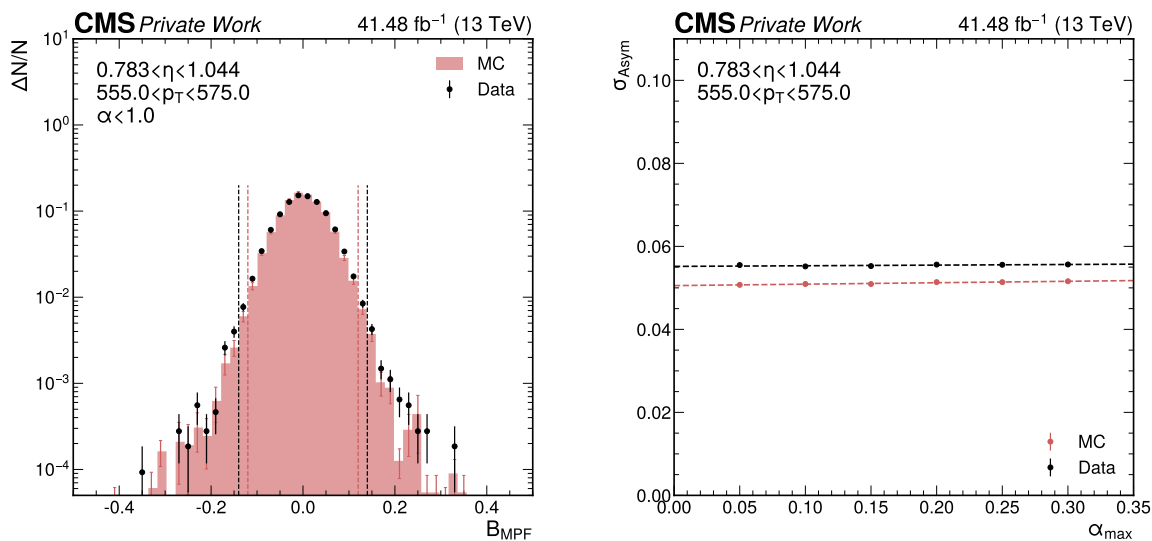 CMS Private Work 41.48 fb⁻¹ (13 TeV)
ΔN/N
0.783<η<1.044
555.0<p_T<575.0
α<1.0
MC
Data
10¹
10⁰
10⁻¹
10⁻²
10⁻³
10⁻⁴
-0.4 -0.2 0.0 0.2 0.4
B_MPF
CMS Private Work 41.48 fb⁻¹ (13 TeV)
σ_Asym
0.783<η<1.044
555.0<p_T<575.0
0.10
0.08
0.06
0.04
0.02
0.00
MC
Data
0.00 0.05 0.10 0.15 0.20 0.25 0.30 0.35
α_max